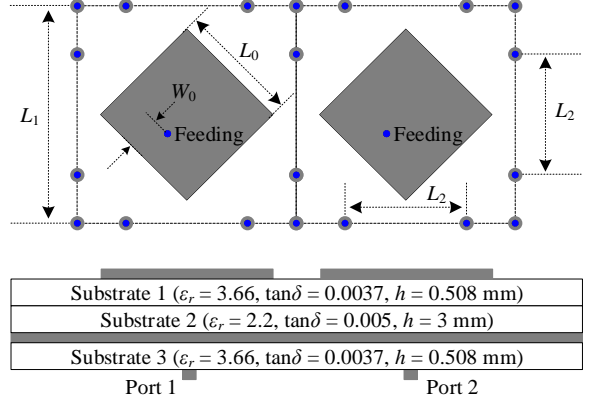 L₀
W₀
L₁
Feeding
Feeding
L₂
L₂
Substrate 1 (εᵣ = 3.66, tanδ = 0.0037, h = 0.508 mm)
Substrate 2 (εᵣ = 2.2, tanδ = 0.005, h = 3 mm)
Substrate 3 (εᵣ = 3.66, tanδ = 0.0037, h = 0.508 mm)
Port 1
Port 2